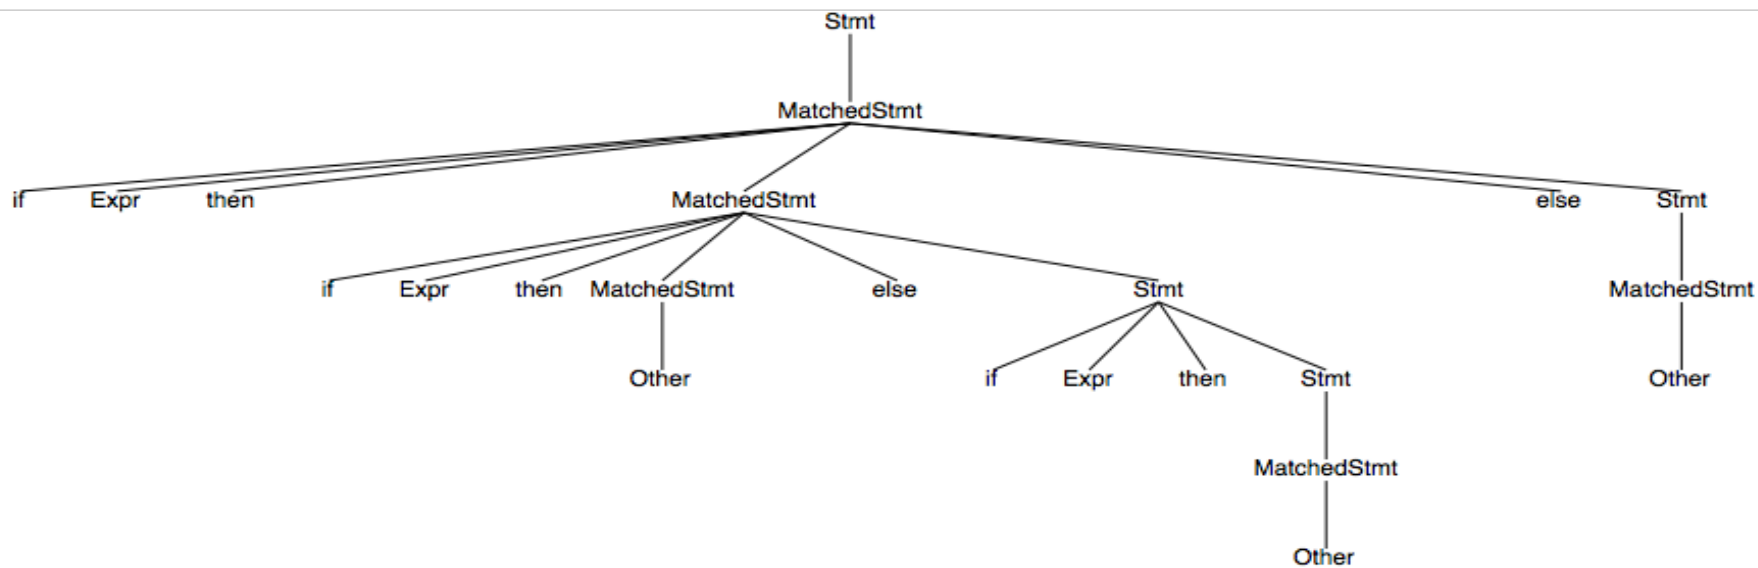 Stmt
MatchedStmt
if Expr then MatchedStmt else Stmt
if Expr then MatchedStmt else Stmt MatchedStmt
Other if Expr then Stmt Other
MatchedStmt
Other